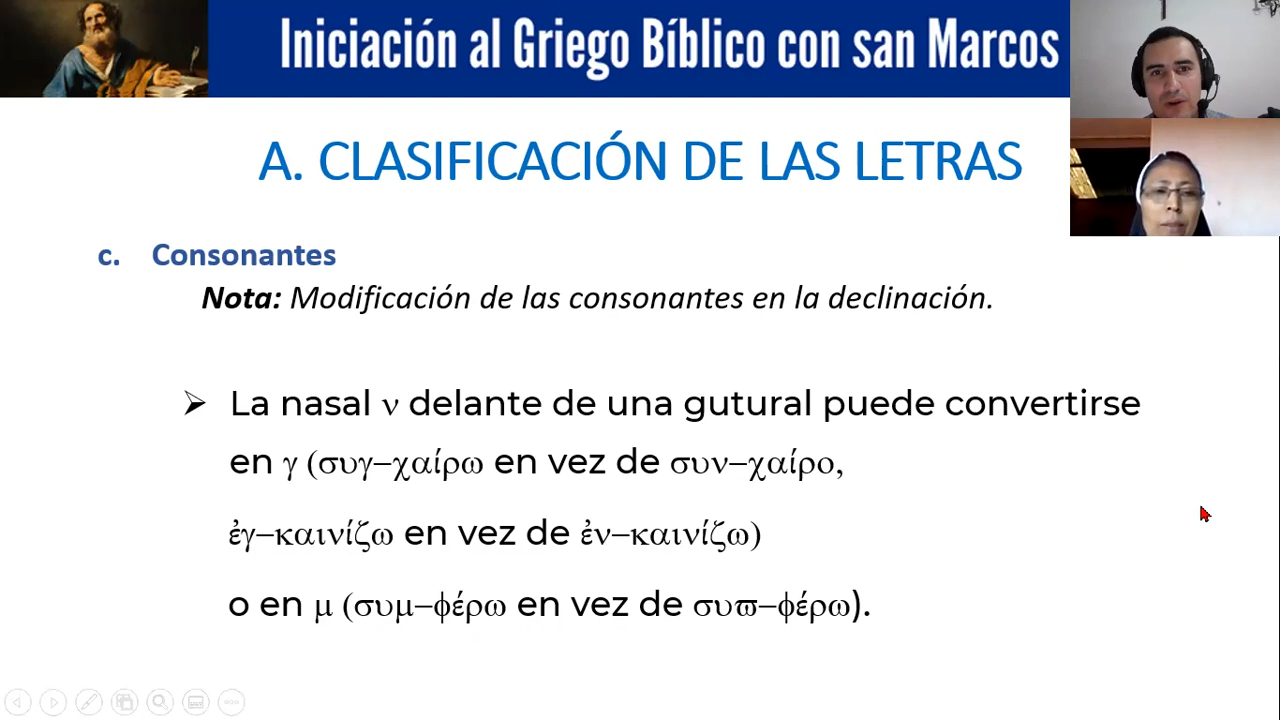 Iniciación al Griego Bíblico con san Marcos
A. CLASIFICACIÓN DE LAS LETRAS
c. Consonantes
Nota: Modificación de las consonantes en la declinación.
➢ La nasal ν delante de una gutural puede convertirse
en γ (συγ–χαίρω en vez de συν–χαίρο,
ἐγ–καινίζω en vez de ἐν–καινίζω)
o en μ (συμ–φέρω en vez de συϖ–φέρω).